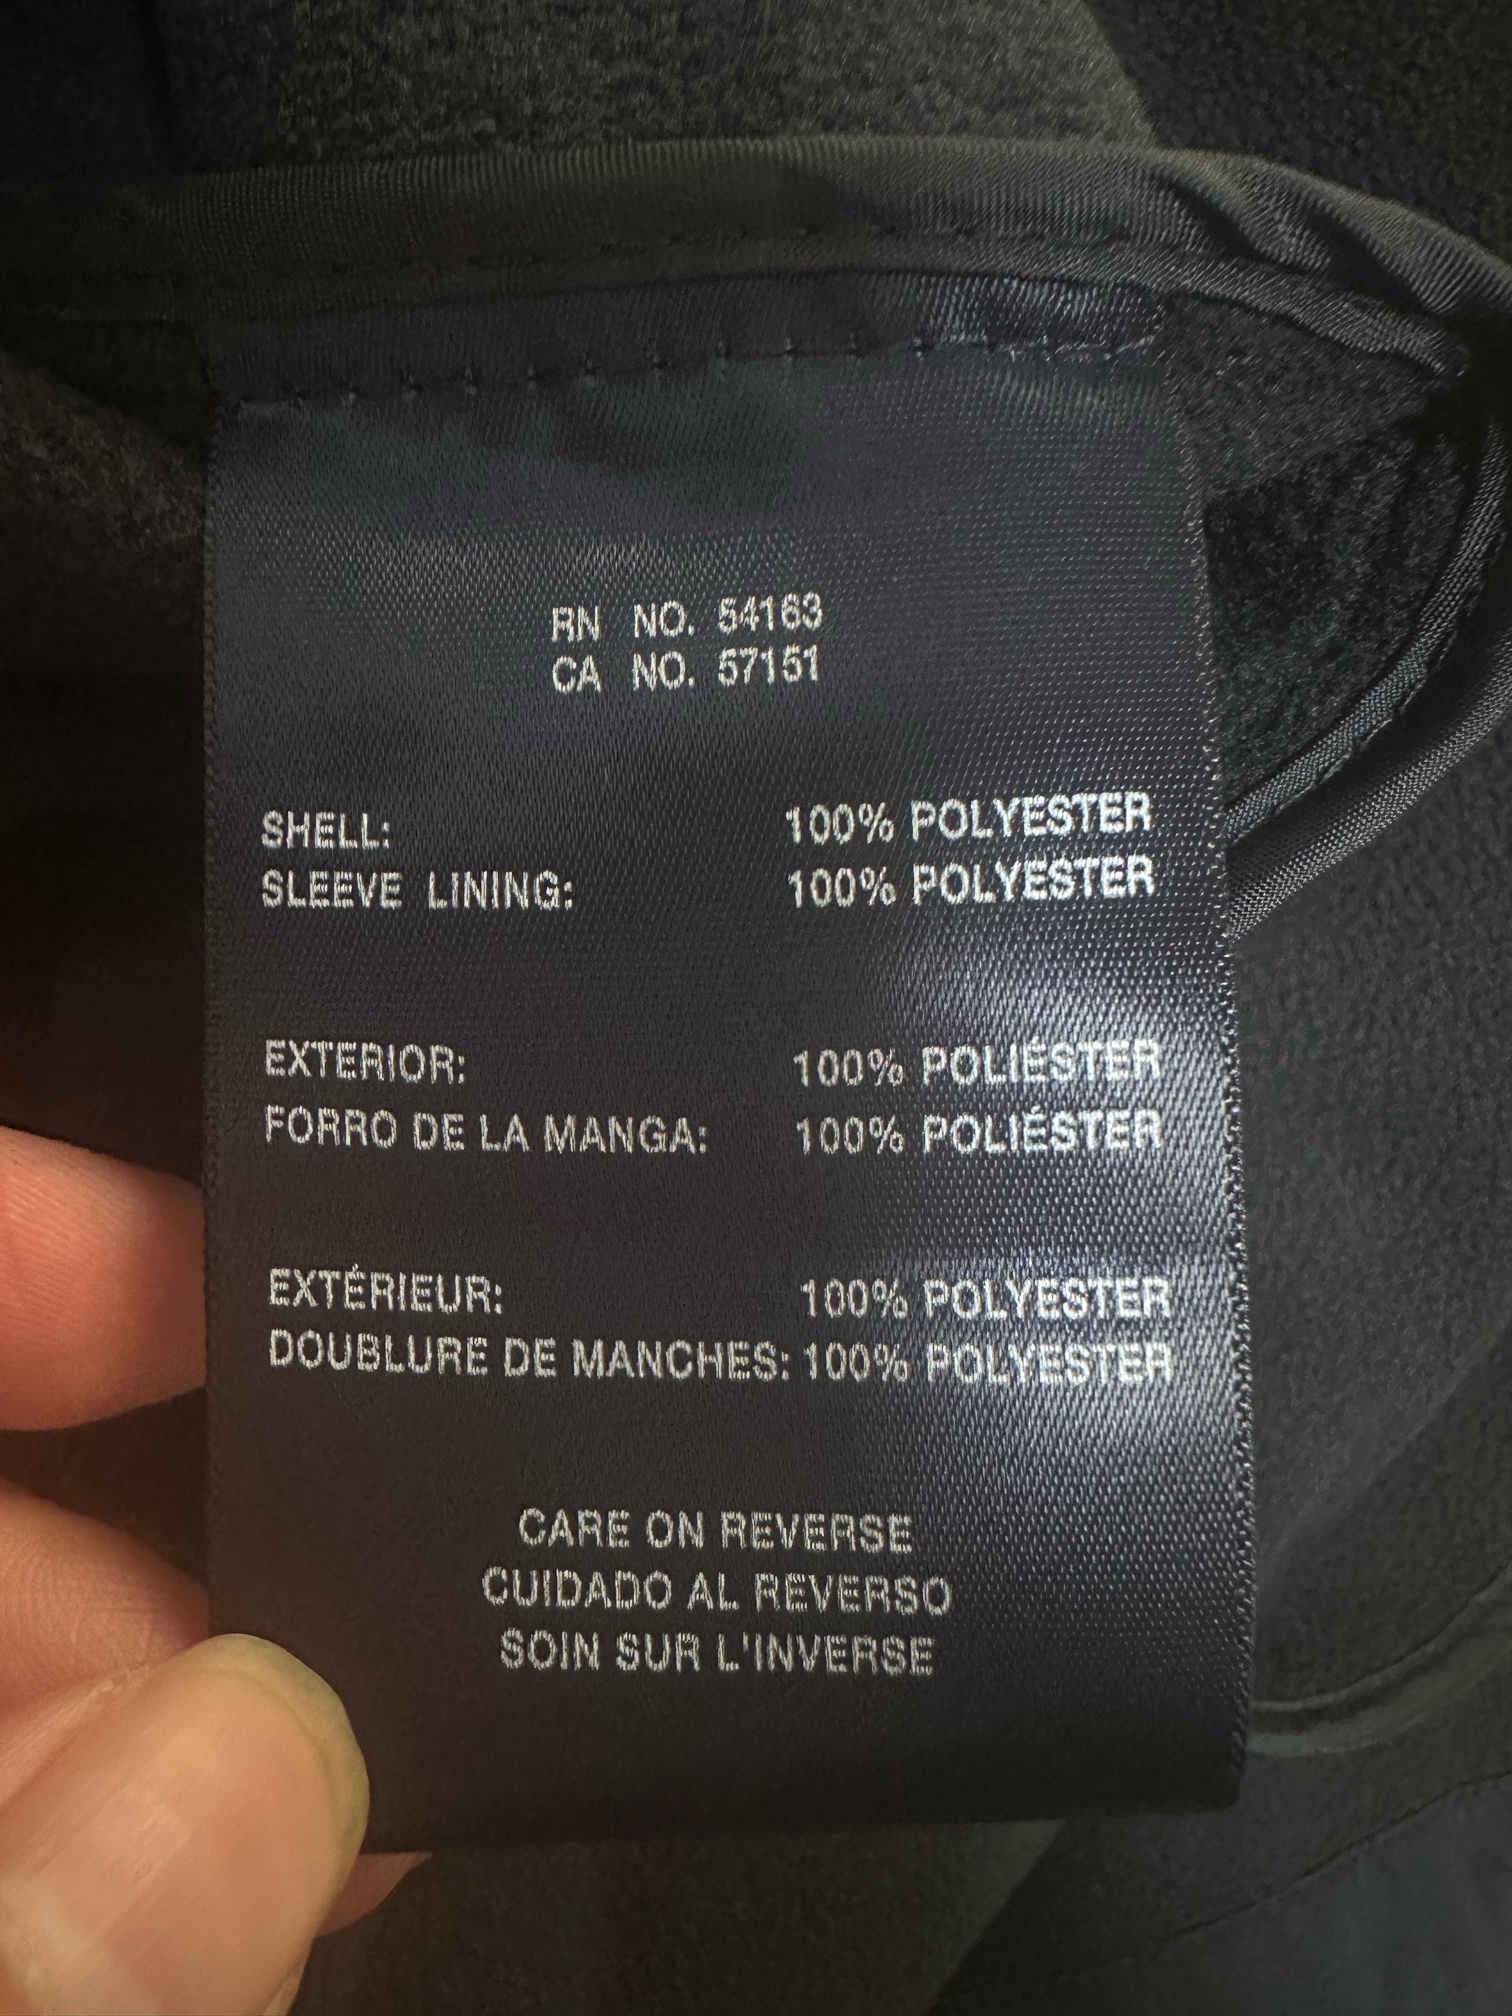 RN NO. 54163
CA NO. 57151
SHELL: 100% POLYESTER
SLEEVE LINING: 100% POLYESTER
EXTERIOR: 100% POLIÉSTER
FORRO DE LA MANGA: 100% POLIÉSTER
EXTÉRIEUR: 100% POLYESTER
DOUBLURE DE MANCHES: 100% POLYESTER
CARE ON REVERSE
CUIDADO AL REVERSO
SOIN SUR L'INVERSE